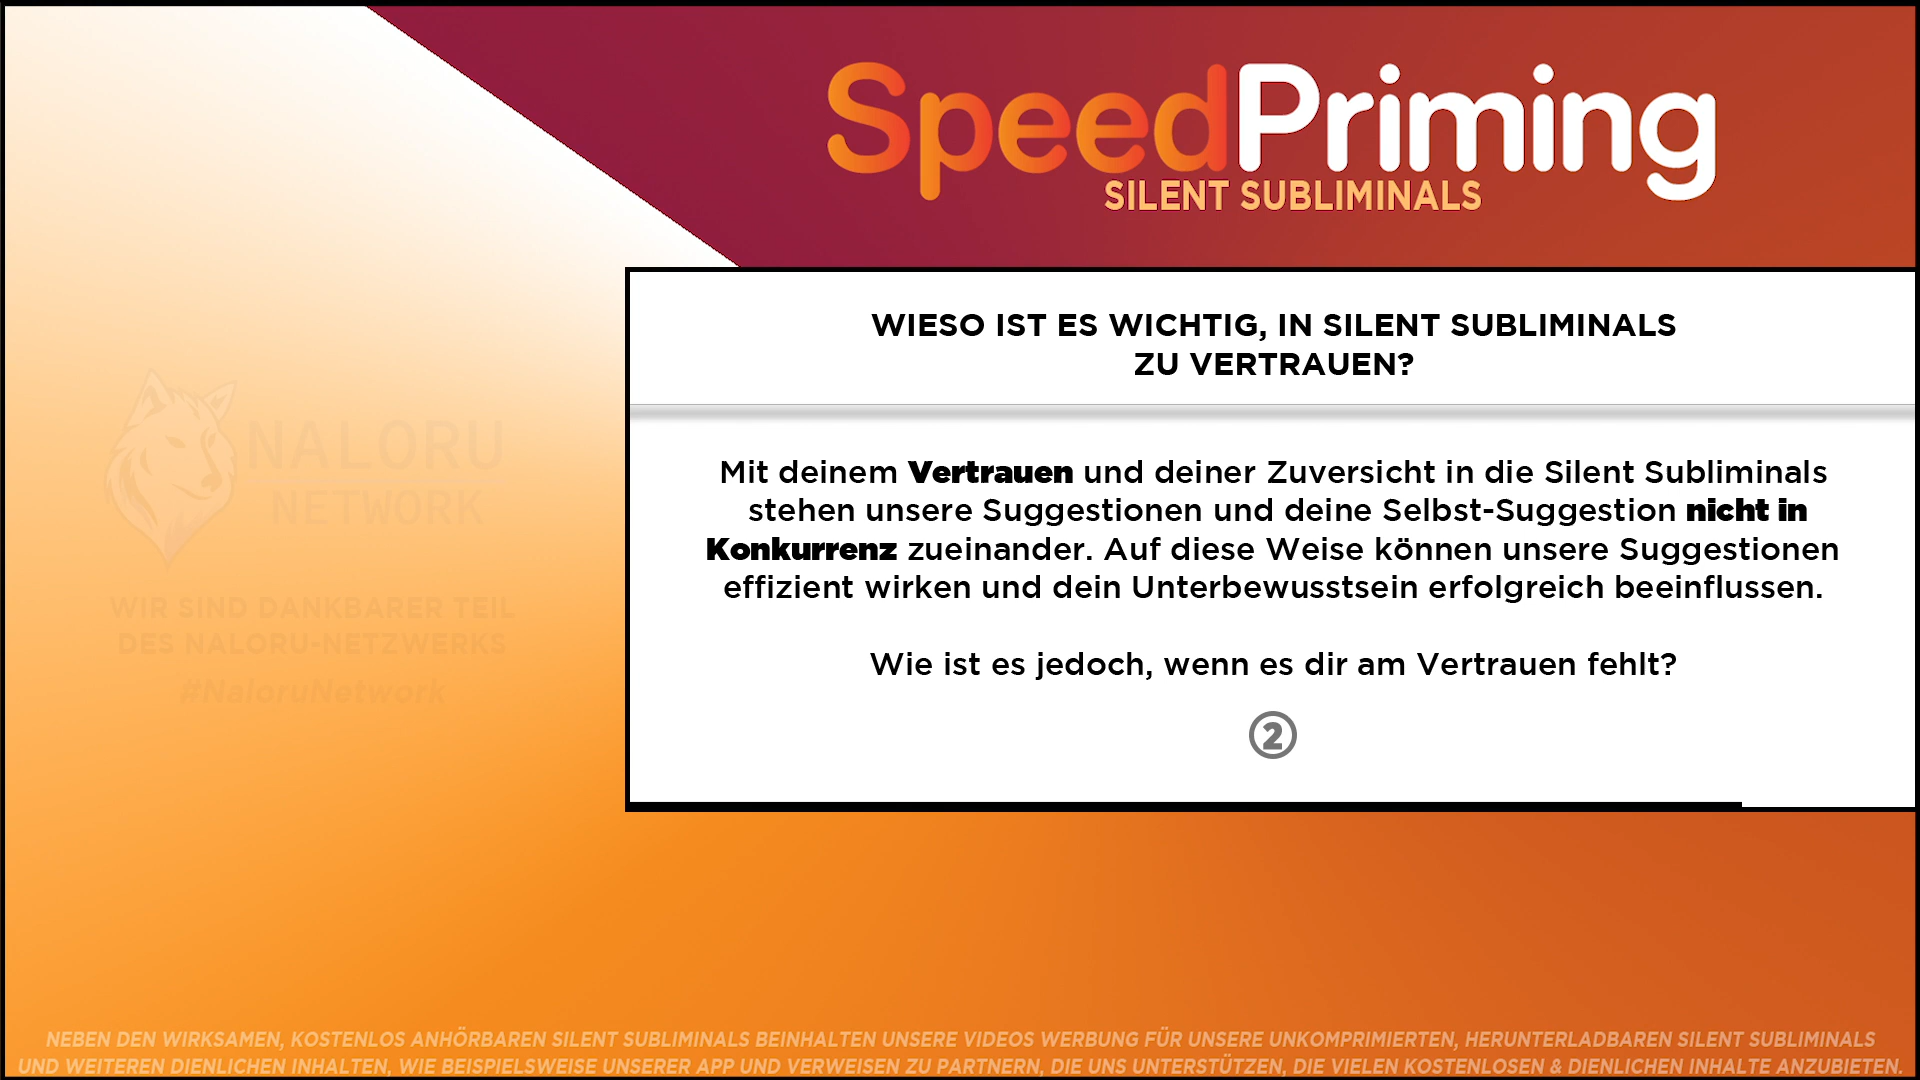 SpeedPriming
SILENT SUBLIMINALS
WIESO IST ES WICHTIG, IN SILENT SUBLIMINALS
ZU VERTRAUEN?
Mit deinem Vertrauen und deiner Zuversicht in die Silent Subliminals
stehen unsere Suggestionen und deine Selbst-Suggestion nicht in
Konkurrenz zueinander. Auf diese Weise können unsere Suggestionen
effizient wirken und dein Unterbewusstsein erfolgreich beeinflussen.
Wie ist es jedoch, wenn es dir am Vertrauen fehlt?
②
NALORU
NETWORK
WIR SIND DANKBARER TEIL
DES NALORU-NETZWERKS
#NaloruNetwork
NEBEN DEN WIRKSAMEN, KOSTENLOS ANHÖRBAREN SILENT SUBLIMINALS BEINHALTEN UNSERE VIDEOS WERBUNG FÜR UNSERE UNKOMPRIMIERTEN, HERUNTERLADBAREN SILENT SUBLIMINALS
UND WEITEREN DIENLICHEN INHALTEN, WIE BEISPIELSWEISE UNSERER APP UND VERWEISEN ZU PARTNERN, DIE UNS UNTERSTÜTZEN, DIE VIELEN KOSTENLOSEN & DIENLICHEN INHALTE ANZUBIETEN.